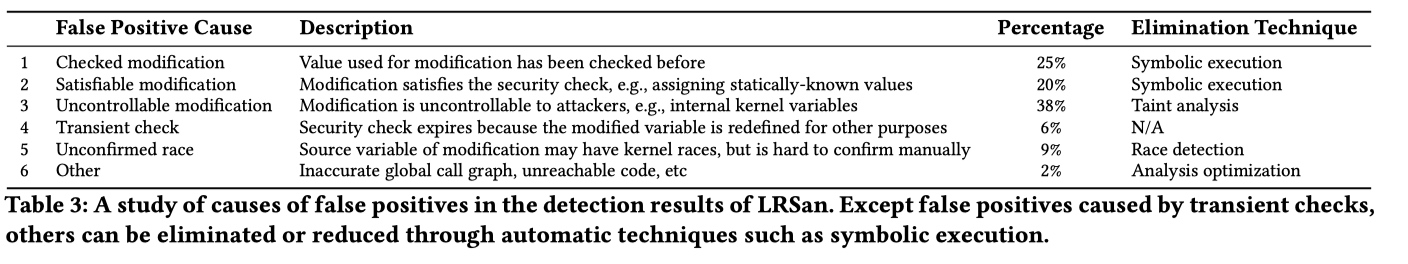 False Positive Cause Description Percentage Elimination Technique
1 Checked modification Value used for modification has been checked before 25% Symbolic execution
2 Satisfiable modification Modification satisfies the security check, e.g., assigning statically-known values 20% Symbolic execution
3 Uncontrollable modification Modification is uncontrollable to attackers, e.g., internal kernel variables 38% Taint analysis
4 Transient check Security check expires because the modified variable is redefined for other purposes 6% N/A
5 Unconfirmed race Source variable of modification may have kernel races, but is hard to confirm manually 9% Race detection
6 Other Inaccurate global call graph, unreachable code, etc 2% Analysis optimization
Table 3: A study of causes of false positives in the detection results of LRSan. Except false positives caused by transient checks,
others can be eliminated or reduced through automatic techniques such as symbolic execution.